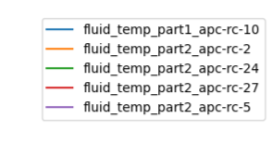 fluid_temp_part1_apc-rc-10
fluid_temp_part2_apc-rc-2
fluid_temp_part2_apc-rc-24
fluid_temp_part2_apc-rc-27
fluid_temp_part2_apc-rc-5